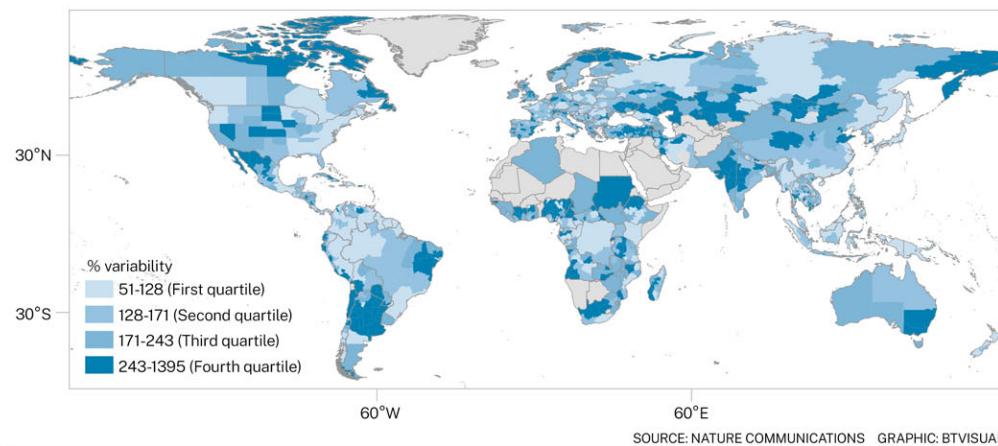 30°N
30°S
% variability
51-128 (First quartile)
128-171 (Second quartile)
171-243 (Third quartile)
243-1395 (Fourth quartile)
60°W
60°E
SOURCE: NATURE COMMUNICATIONS GRAPHIC: BTVISUA